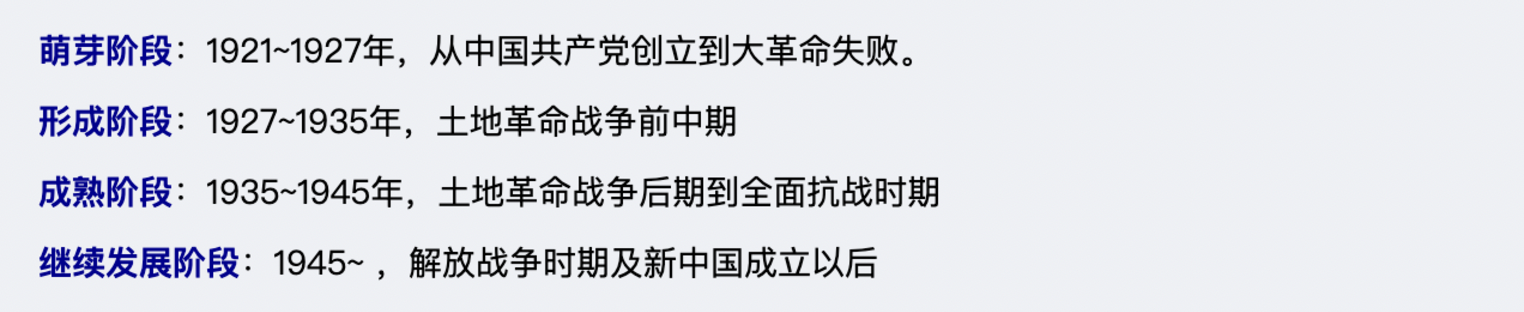 萌芽阶段：1921~1927年，从中国共产党创立到大革命失败。
形成阶段：1927~1935年，土地革命战争前中期
成熟阶段：1935~1945年，土地革命战争后期到全面抗战时期
继续发展阶段：1945~ ，解放战争时期及新中国成立以后